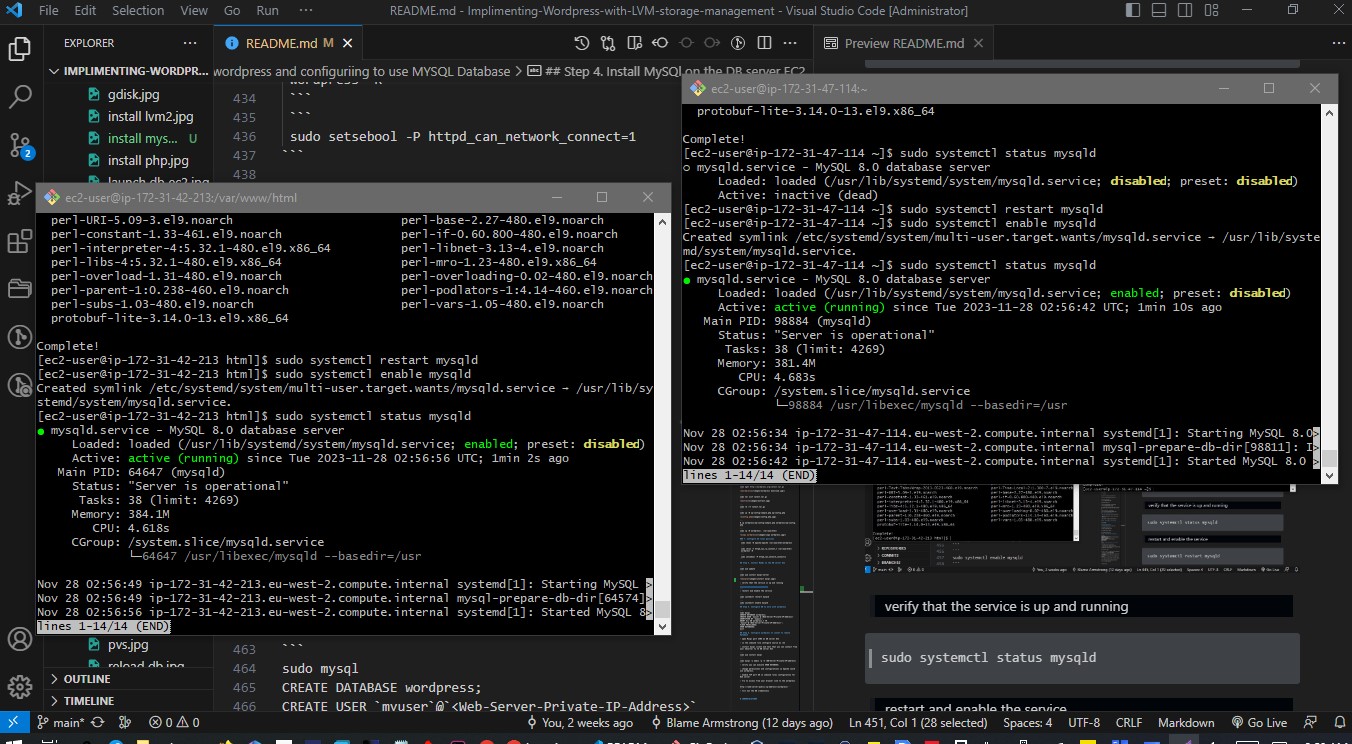 File Edit Selection View Go Run ··· README.md - Implimenting-Wordpress-with-LVM-storage-management - Visual Studio Code [Administrator]
EXPLORER ···
README.md M
Preview README.md
IMPLIMENTING-WORDPR...
wordpress and configuriing to use MYSQL Database > ## Step 4. Install MySQL on the DB server EC2
gdisk.jpg
install lvm2.jpg
install mys... U
install php.jpg
434 ```
435 ```
436 sudo setsebool -P httpd_can_network_connect=1
437 ```
438
ec2-user@ip-172-31-47-114:~
protobuf-lite-3.14.0-13.el9.x86_64
Complete!
[ec2-user@ip-172-31-47-114 ~]$ sudo systemctl status mysqld
○ mysqld.service - MySQL 8.0 database server
Loaded: loaded (/usr/lib/systemd/system/mysqld.service; disabled; preset: disabled)
Active: inactive (dead)
[ec2-user@ip-172-31-47-114 ~]$ sudo systemctl restart mysqld
[ec2-user@ip-172-31-47-114 ~]$ sudo systemctl enable mysqld
Created symlink /etc/systemd/system/multi-user.target.wants/mysqld.service → /usr/lib/syste
md/system/mysqld.service.
[ec2-user@ip-172-31-47-114 ~]$ sudo systemctl status mysqld
● mysqld.service - MySQL 8.0 database server
Loaded: loaded (/usr/lib/systemd/system/mysqld.service; enabled; preset: disabled)
Active: active (running) since Tue 2023-11-28 02:56:42 UTC; 1min 10s ago
Main PID: 98884 (mysqld)
Status: "Server is operational"
Tasks: 38 (limit: 4269)
Memory: 381.4M
CPU: 4.683s
CGroup: /system.slice/mysqld.service
└─98884 /usr/libexec/mysqld --basedir=/usr
Nov 28 02:56:34 ip-172-31-47-114.eu-west-2.compute.internal systemd[1]: Starting MySQL 8.0>
Nov 28 02:56:34 ip-172-31-47-114.eu-west-2.compute.internal mysql-prepare-db-dir[98811]: I>
Nov 28 02:56:42 ip-172-31-47-114.eu-west-2.compute.internal systemd[1]: Started MySQL 8.0 >
lines 1-14/14 (END)
ec2-user@ip-172-31-42-213:/var/www/html
perl-URI-5.09-3.el9.noarch perl-base-2.27-480.el9.noarch
perl-constant-1.33-461.el9.noarch perl-if-0.60.800-480.el9.noarch
perl-interpreter-4:5.32.1-480.el9.x86_64 perl-libnet-3.13-4.el9.noarch
perl-libs-4:5.32.1-480.el9.x86_64 perl-mro-1.23-480.el9.x86_64
perl-overload-1.31-480.el9.noarch perl-overloading-0.02-480.el9.noarch
perl-parent-1:0.238-460.el9.noarch perl-podlators-1:4.14-460.el9.noarch
perl-subs-1.03-480.el9.noarch perl-vars-1.05-480.el9.noarch
protobuf-lite-3.14.0-13.el9.x86_64
Complete!
[ec2-user@ip-172-31-42-213 html]$ sudo systemctl restart mysqld
[ec2-user@ip-172-31-42-213 html]$ sudo systemctl enable mysqld
Created symlink /etc/systemd/system/multi-user.target.wants/mysqld.service → /usr/lib/sy
stemd/system/mysqld.service.
[ec2-user@ip-172-31-42-213 html]$ sudo systemctl status mysqld
● mysqld.service - MySQL 8.0 database server
Loaded: loaded (/usr/lib/systemd/system/mysqld.service; enabled; preset: disabled)
Active: active (running) since Tue 2023-11-28 02:56:56 UTC; 1min 2s ago
Main PID: 64647 (mysqld)
Status: "Server is operational"
Tasks: 38 (limit: 4269)
Memory: 384.1M
CPU: 4.618s
CGroup: /system.slice/mysqld.service
└─64647 /usr/libexec/mysqld --basedir=/usr
Nov 28 02:56:49 ip-172-31-42-213.eu-west-2.compute.internal systemd[1]: Starting MySQL >
Nov 28 02:56:49 ip-172-31-42-213.eu-west-2.compute.internal mysql-prepare-db-dir[64574]>
Nov 28 02:56:56 ip-172-31-42-213.eu-west-2.compute.internal systemd[1]: Started MySQL 8>
lines 1-14/14 (END)
verify that the service is up and running
sudo systemctl status mysqld
restart and enable the service
pvs.jpg
reload db.jpg
OUTLINE
TIMELINE
463 ```
464 sudo mysql
465 CREATE DATABASE wordpress;
466 CREATE USER `myuser`@`<Web-Server-Private-IP-Address>`
main* 0 0 You, 2 weeks ago Blame Armstrong (12 days ago) Ln 451, Col 1 (28 selected) Spaces: 4 UTF-8 CRLF Markdown Go Live